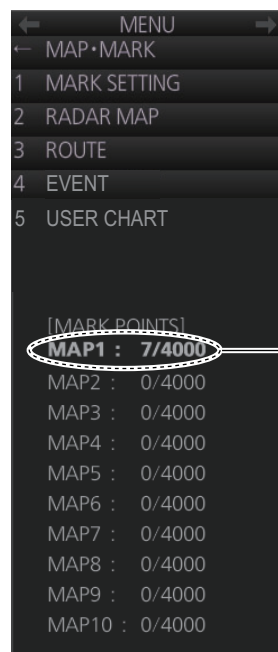 MENU
← MAP•MARK
1 MARK SETTING
2 RADAR MAP
3 ROUTE
4 EVENT
5 USER CHART
[MARK POINTS]
MAP1 : 7/4000
MAP2 : 0/4000
MAP3 : 0/4000
MAP4 : 0/4000
MAP5 : 0/4000
MAP6 : 0/4000
MAP7 : 0/4000
MAP8 : 0/4000
MAP9 : 0/4000
MAP10 : 0/4000